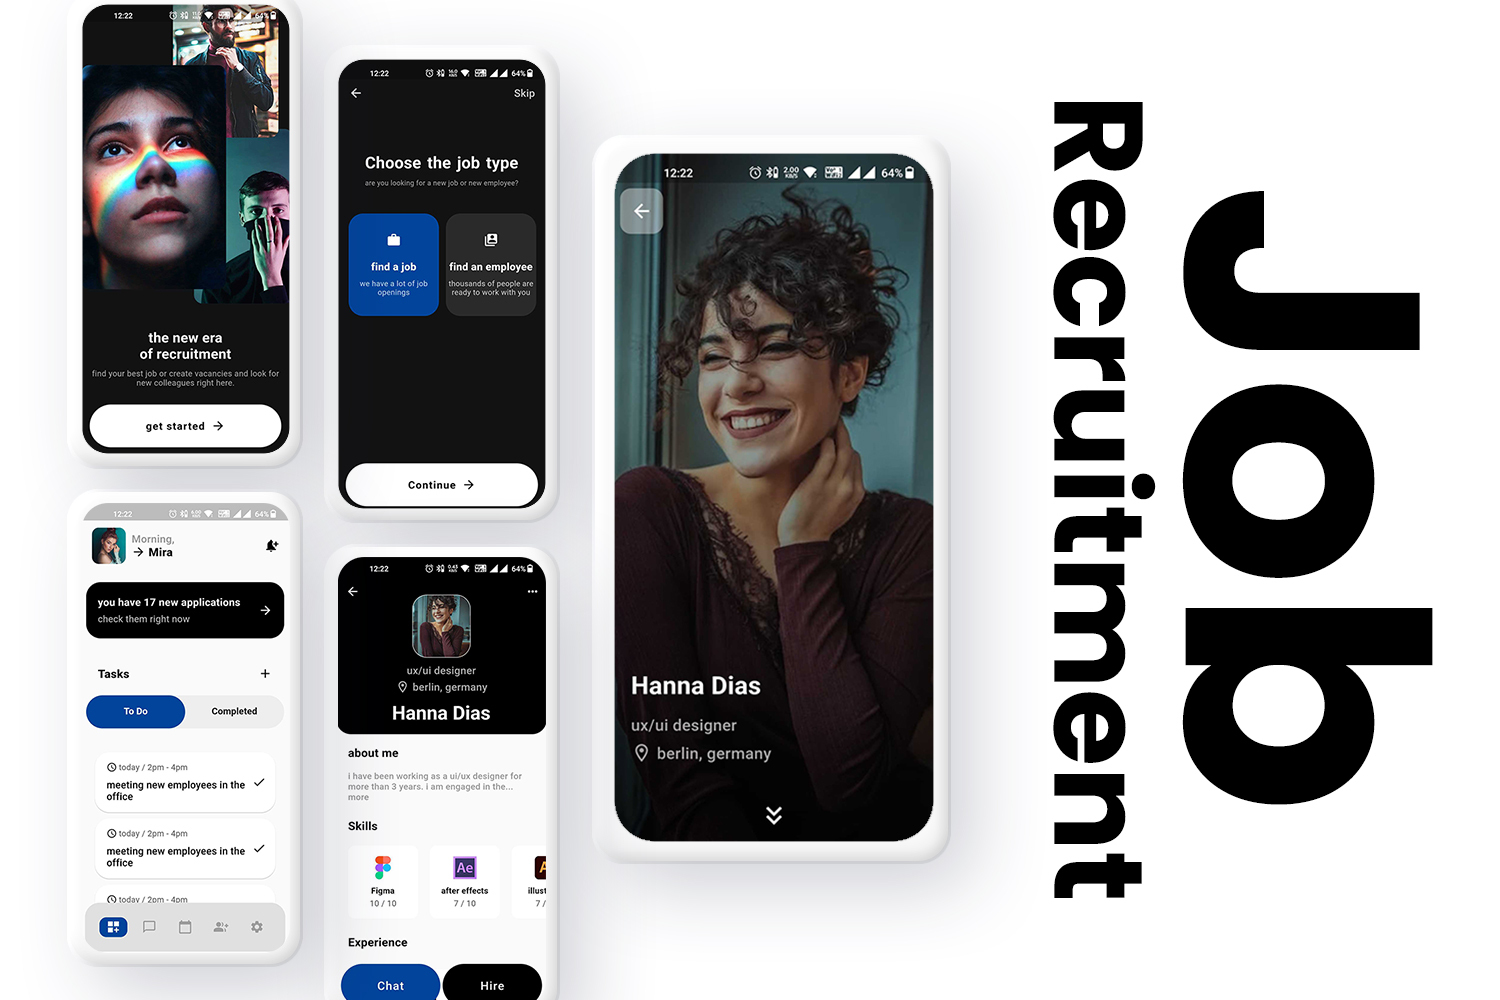 12:22
64%
the new era
of recruitment
find your best job or create vacancies and look for
new colleagues right here.
get started
12:22
64%
Skip
Choose the job type
are you looking for a new job or new employee?
find a job
we have a lot of job
openings
find an employee
thousands of people are
ready to work with you
Continue
12:22
64%
Morning,
Mira
you have 17 new applications
check them right now
Tasks
To Do
Completed
today / 2pm - 4pm
meeting new employees in the
office
today / 2pm - 4pm
meeting new employees in the
office
today / 2pm - 4pm
12:22
64%
ux/ui designer
berlin, germany
Hanna Dias
about me
i have been working as a ui/ux designer for
more than 3 years. i am engaged in the...
more
Skills
Ae
Figma
10 / 10
after effects
7 / 10
illust
7 /
Experience
Chat
Hire
12:22
2.00
KB/S
64%
Hanna Dias
ux/ui designer
berlin, germany
Job
Recruitment